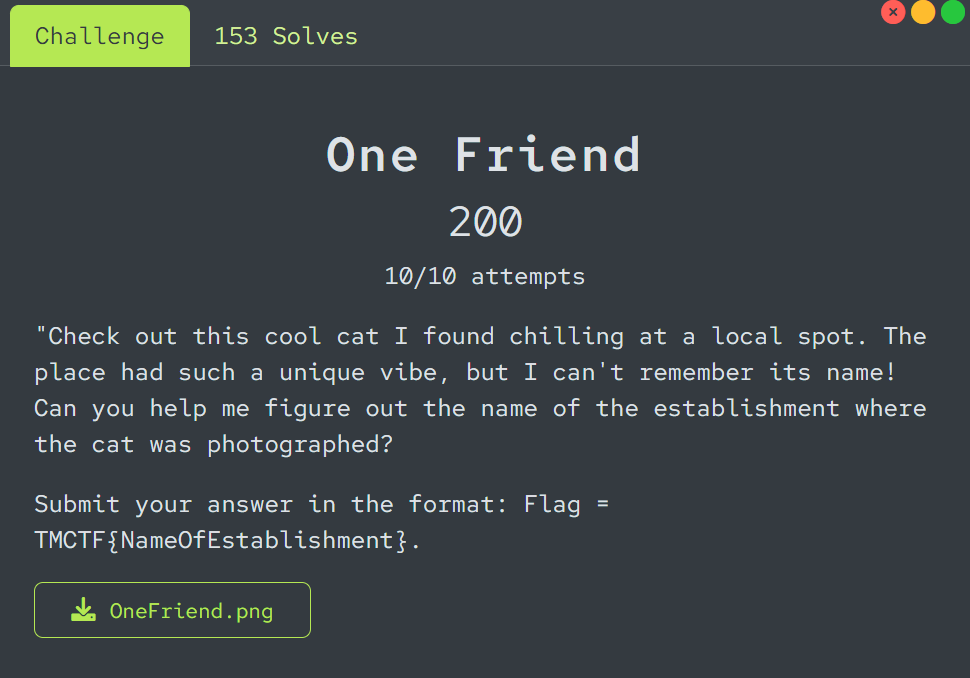 Challenge
153 Solves
One Friend
200
10/10 attempts
"Check out this cool cat I found chilling at a local spot. The
place had such a unique vibe, but I can't remember its name!
Can you help me figure out the name of the establishment where
the cat was photographed?
Submit your answer in the format: Flag =
TMCTF{NameOfEstablishment}.
OneFriend.png